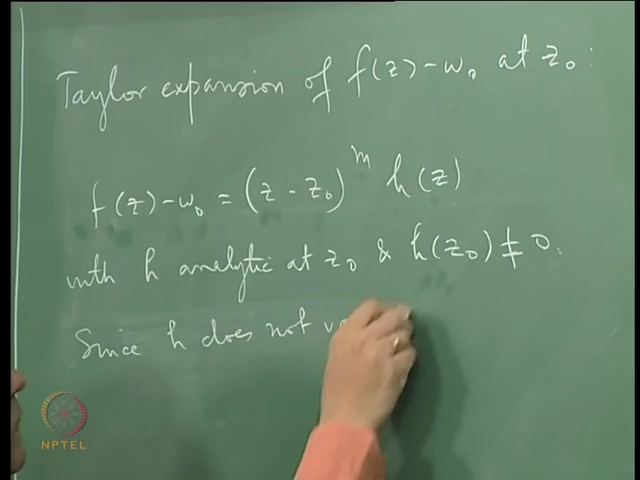 Taylor expansion of f(z)-w₀ at z₀:
f(z)-w₀ = (z-z₀)ᵐ h(z)
with h analytic at z₀ & h(z₀) ≠ 0.
Since h does not
NPTEL